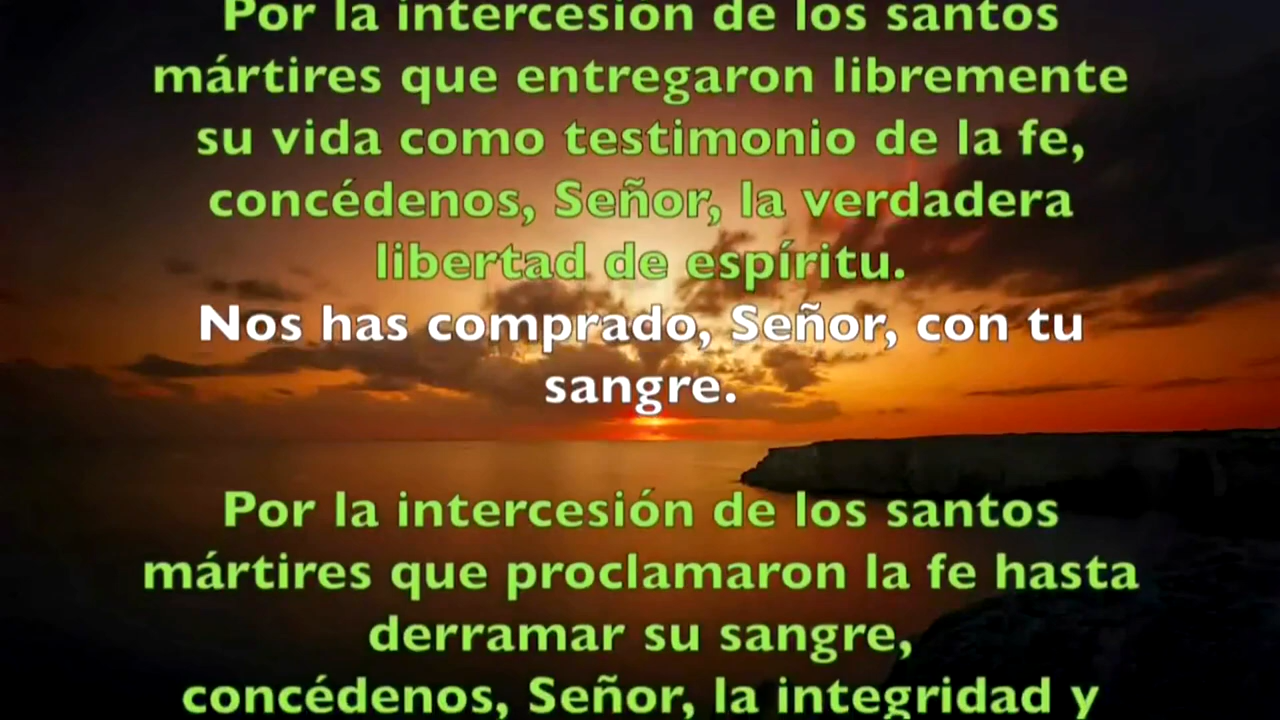 Por la intercesión de los santos
mártires que entregaron libremente
su vida como testimonio de la fe,
concédenos, Señor, la verdadera
libertad de espíritu.
Nos has comprado, Señor, con tu
sangre.
Por la intercesión de los santos
mártires que proclamaron la fe hasta
derramar su sangre,
concédenos, Señor, la integridad y